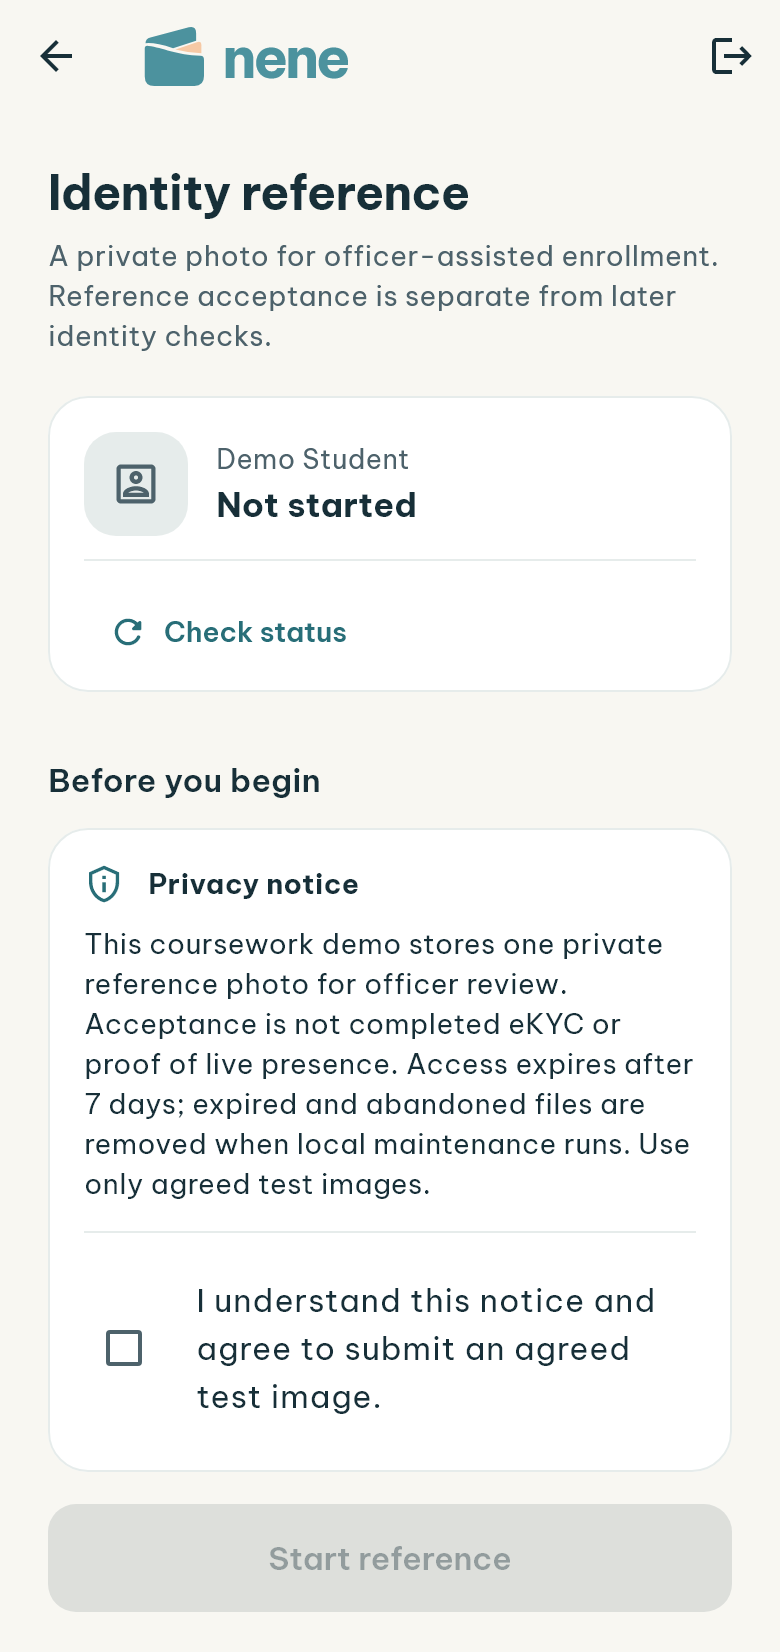 nene
Identity reference
A private photo for officer-assisted enrollment.
Reference acceptance is separate from later
identity checks.
Demo Student
Not started
Check status
Before you begin
Privacy notice
This coursework demo stores one private
reference photo for officer review.
Acceptance is not completed eKYC or
proof of live presence. Access expires after
7 days; expired and abandoned files are
removed when local maintenance runs. Use
only agreed test images.
I understand this notice and
agree to submit an agreed
test image.
Start reference